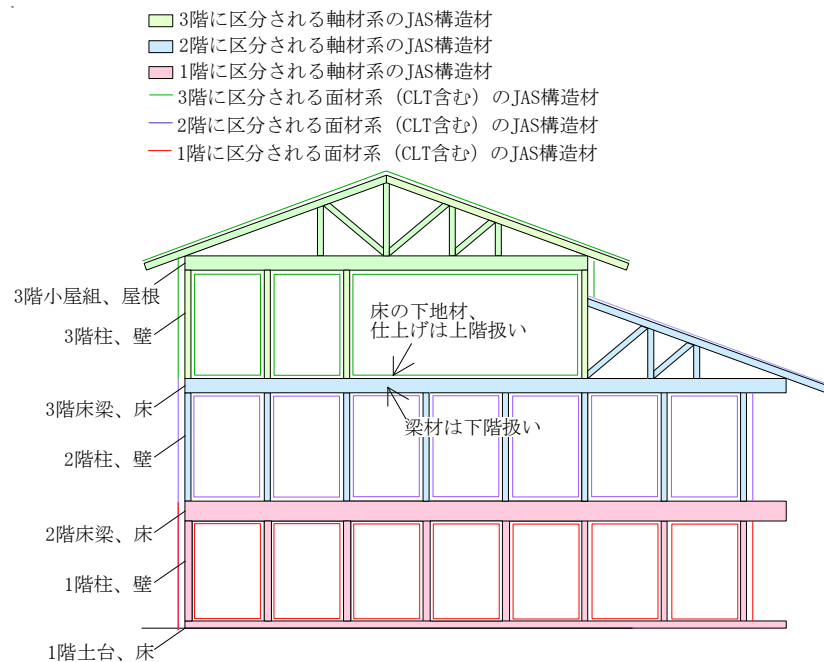 3階に区分される軸材系のJAS構造材
2階に区分される軸材系のJAS構造材
1階に区分される軸材系のJAS構造材
3階に区分される面材系（CLT含む）のJAS構造材
2階に区分される面材系（CLT含む）のJAS構造材
1階に区分される面材系（CLT含む）のJAS構造材
3階小屋組、屋根
床の下地材、
仕上げは上階扱い
3階柱、壁
3階床梁、床
梁材は下階扱い
2階柱、壁
2階床梁、床
1階柱、壁
1階土台、床